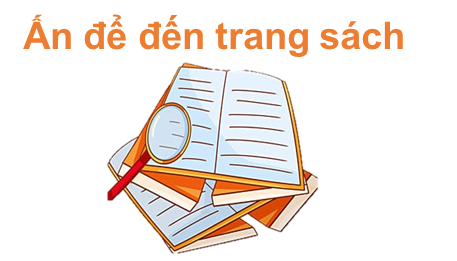 Ấn để đến trang sách